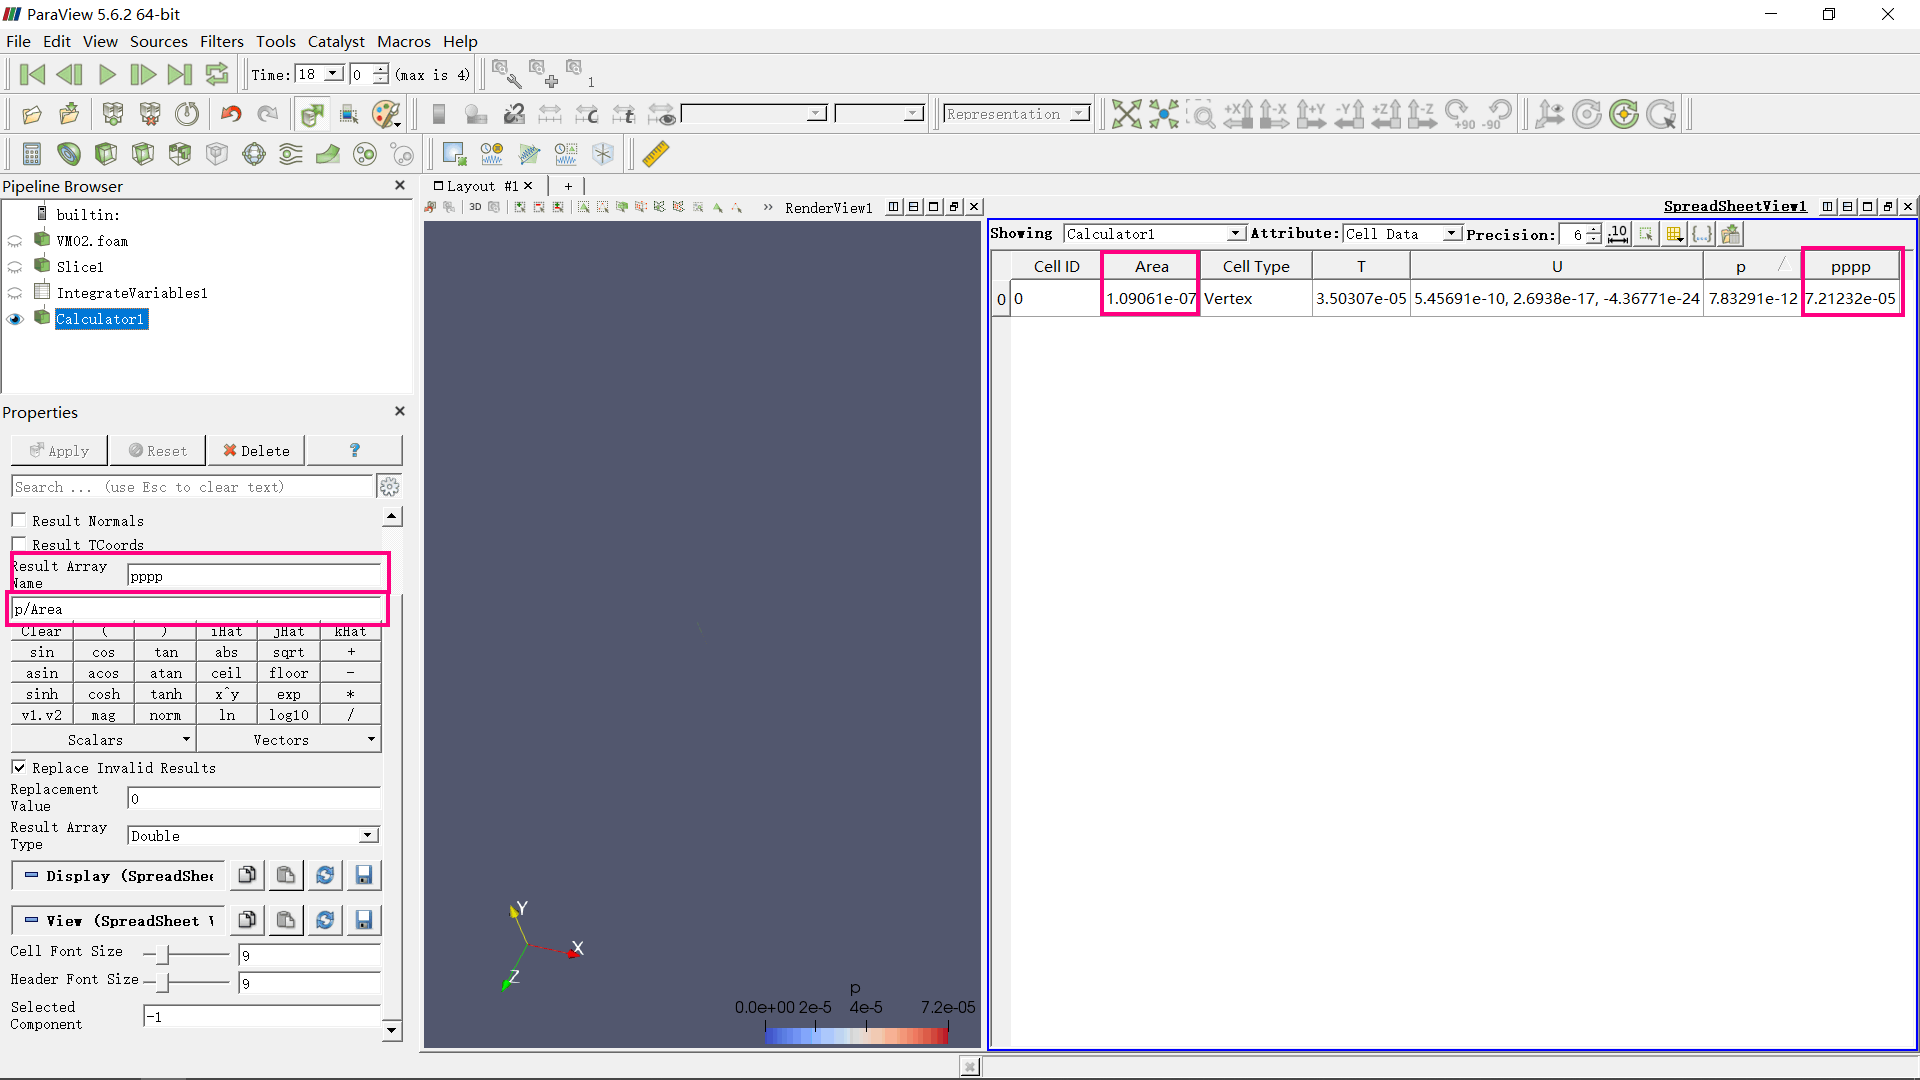 ParaView 5.6.2 64-bit
File Edit View Sources Filters Tools Catalyst Macros Help
Time: 18 0 (max is 4) 1
Representation +X -X +Y -Y +Z -Z +90 -90
Pipeline Browser
builtin:
VM02.foam
Slice1
IntegrateVariables1
Calculator1
Properties
Apply Reset Delete ?
Search ... (use Esc to clear text)
Result Normals
Result TCoords
Result Array Name pppp
p/Area
Clear ( ) iHat jHat kHat
sin cos tan abs sqrt +
asin acos atan ceil floor -
sinh cosh tanh x^y exp *
v1.v2 mag norm ln log10 /
Scalars Vectors
Replace Invalid Results
Replacement Value 0
Result Array Type Double
Display (SpreadShee
View (SpreadSheet V
Cell Font Size 9
Header Font Size 9
Selected Component -1
Layout #1 +
3D » RenderView1
Y
X
Z
p
0.0e+00 2e-5 4e-5 7.2e-05
SpreadSheetView1
Showing Calculator1 Attribute: Cell Data Precision: 6 .10 {...}
Cell ID Area Cell Type T U p pppp
0 0 1.09061e-07 Vertex 3.50307e-05 5.45691e-10, 2.6938e-17, -4.36771e-24 7.83291e-12 7.21232e-05